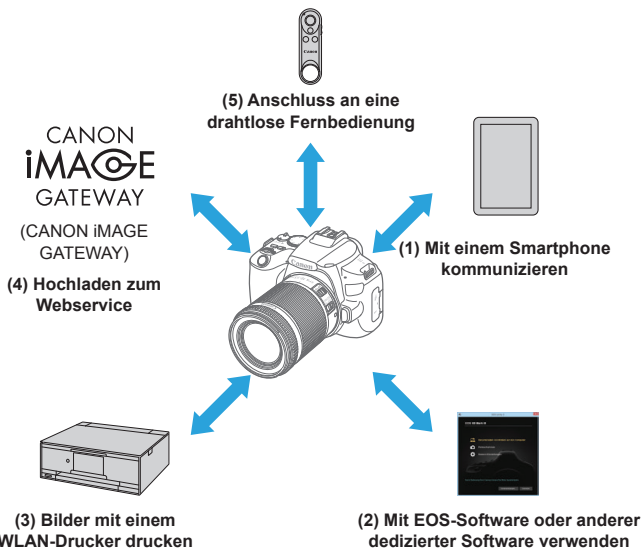 (5) Anschluss an eine
drahtlose Fernbedienung
CANON
iMAGE
GATEWAY
(CANON iMAGE
GATEWAY)
(4) Hochladen zum
Webservice
(1) Mit einem Smartphone
kommunizieren
Canon
(3) Bilder mit einem
WLAN-Drucker drucken
(2) Mit EOS-Software oder anderer
dedizierter Software verwenden